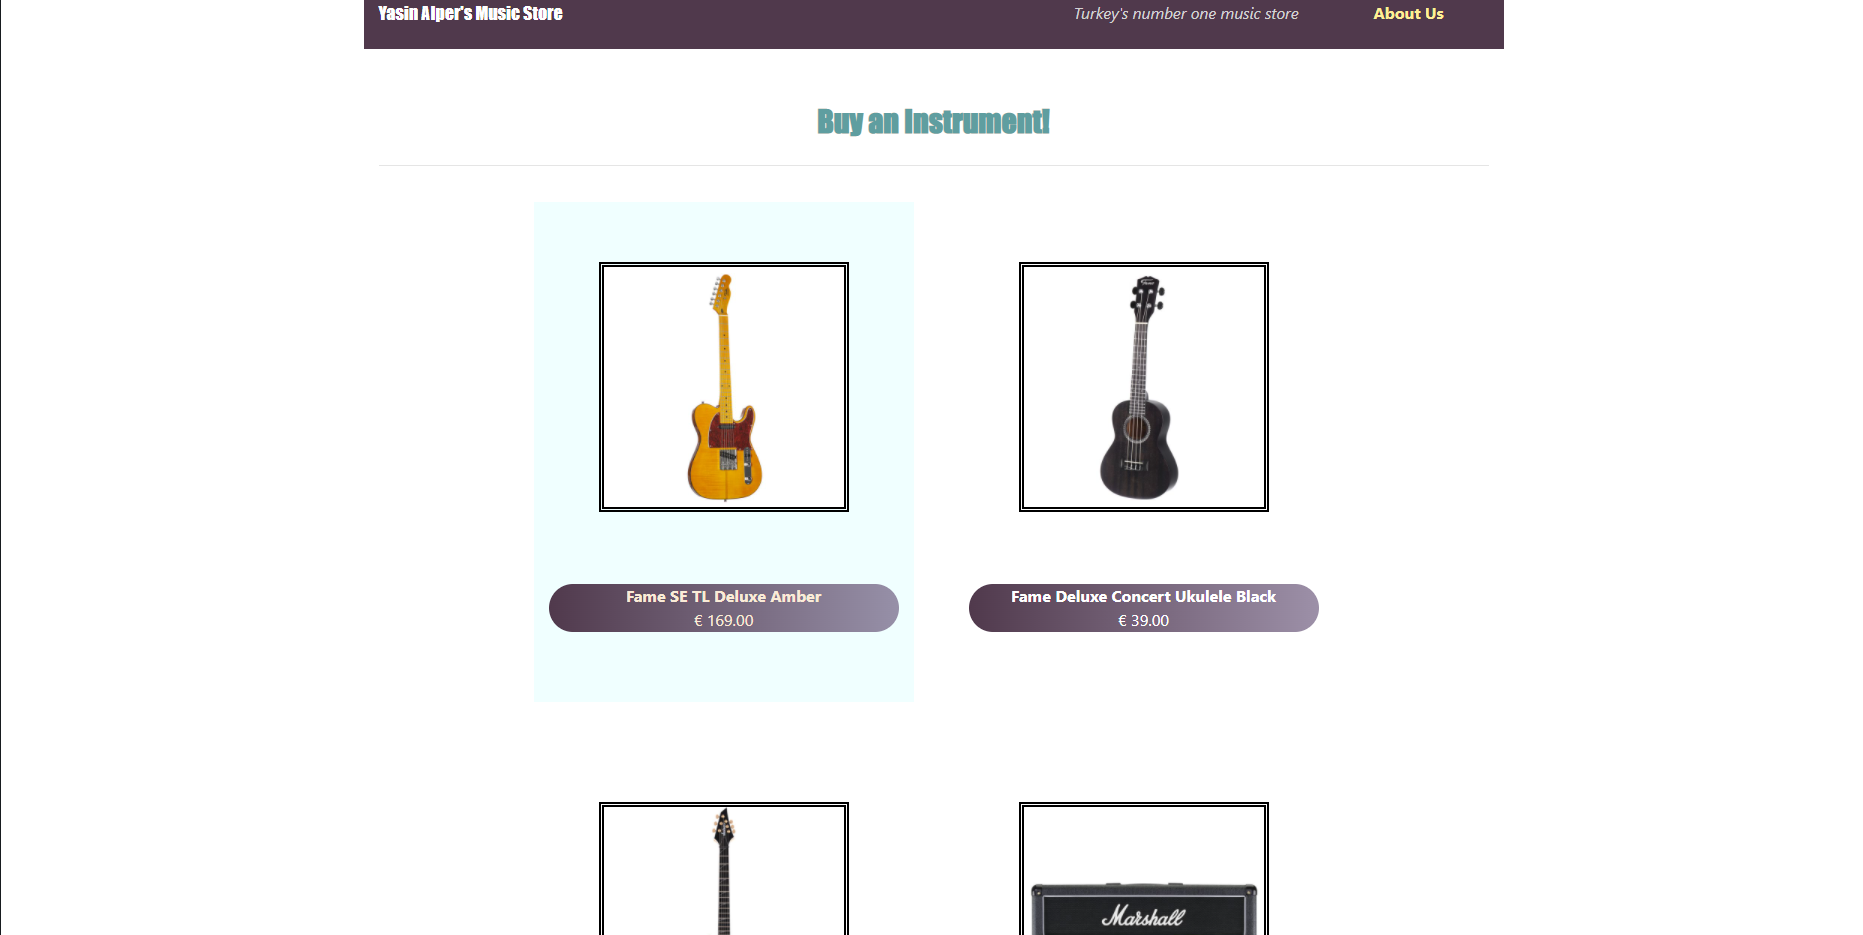 Yasin Alper's Music Store
Turkey's number one music store
About Us
Buy an Instrument!
Fame SE TL Deluxe Amber
€ 169.00
Fame Deluxe Concert Ukulele Black
€ 39.00
Marshall